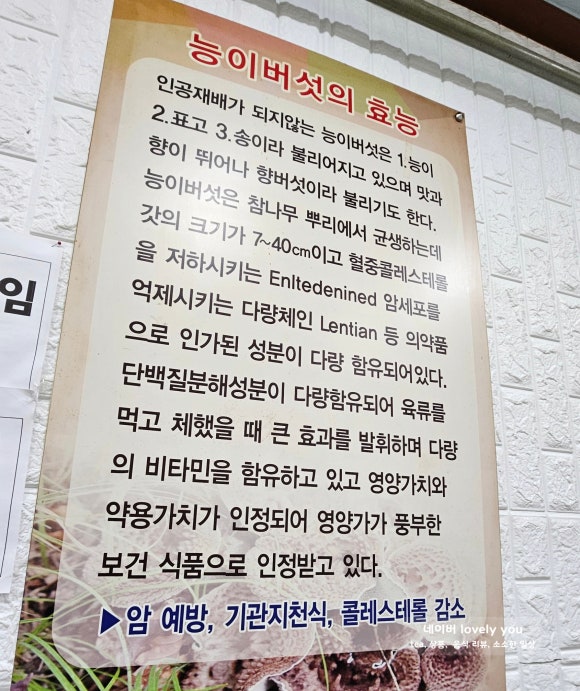 능이버섯의 효능
인공재배가 되지않는 능이버섯은 1.능이
2.표고 3.송이라 불리어지고 있으며 맛과
향이 뛰어나 향버섯이라 불리기도 한다.
능이버섯은 참나무 뿌리에서 균생하는데
갓의 크기가 7~40cm이고 혈중콜레스테롤
을 저하시키는 Enltedenined 암세포를
억제시키는 다량체인 Lentian 등 의약품
으로 인가된 성분이 다량 함유되어있다.
단백질분해성분이 다량함유되어 육류를
먹고 체했을 때 큰 효과를 발휘하며 다량
의 비타민을 함유하고 있고 영양가치와
약용가치가 인정되어 영양가가 풍부한
보건 식품으로 인정받고 있다.
▶암 예방, 기관지천식, 콜레스테롤 감소
임
네이버 lovely you
리뷰, 소소한 일상